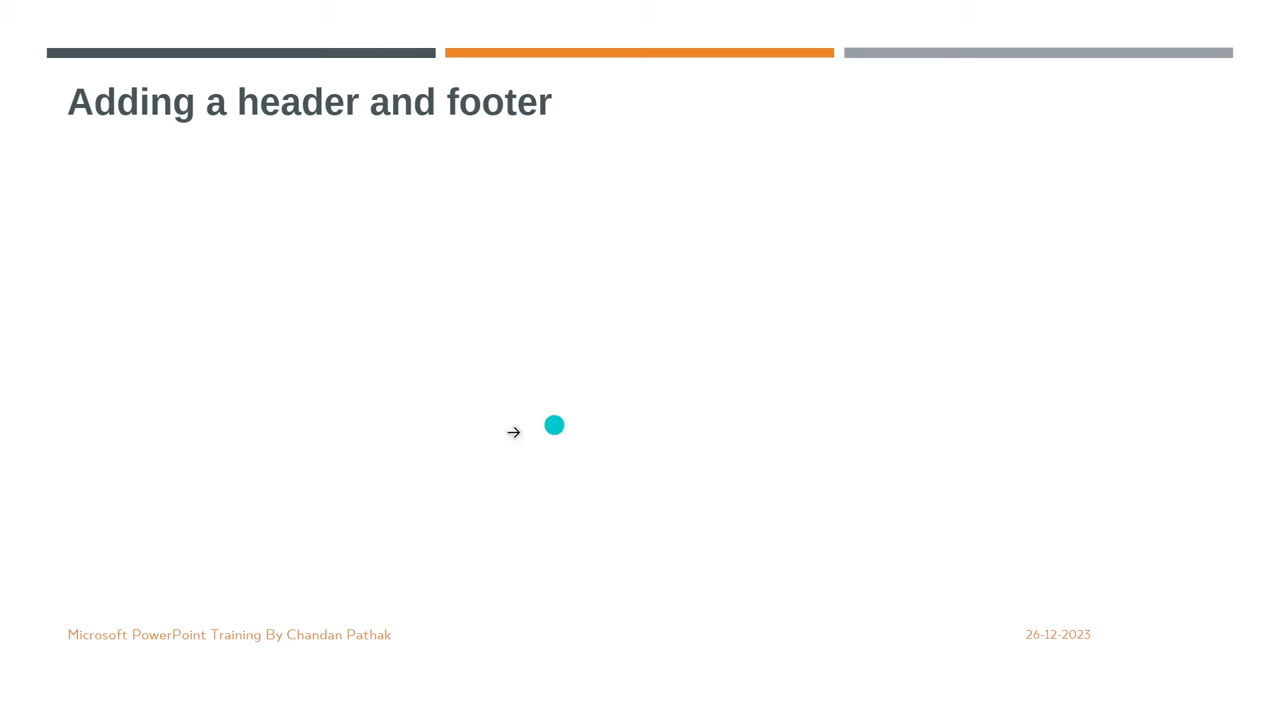 Adding a header and footer
Microsoft PowerPoint Training By Chandan Pathak
26-12-2023